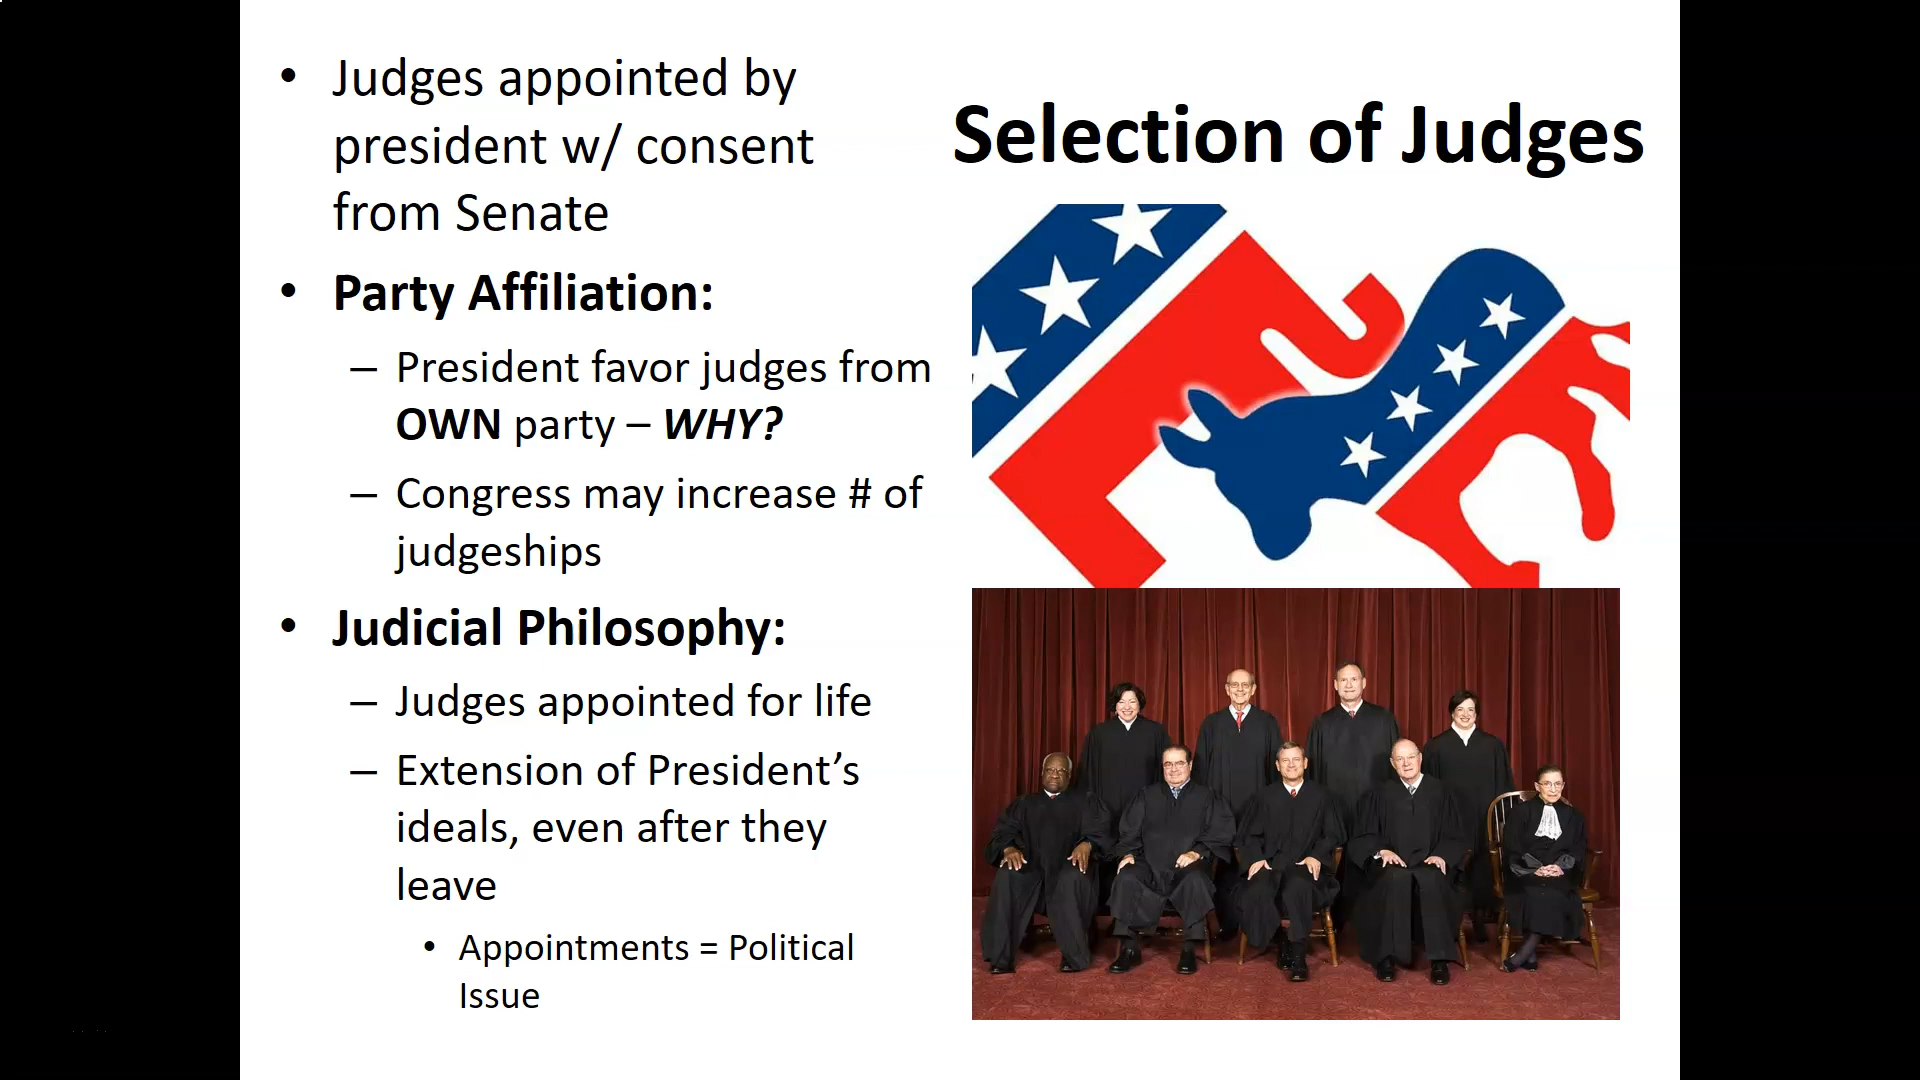 Selection of Judges
• Judges appointed by
president w/ consent
from Senate
• Party Affiliation:
– President favor judges from
OWN party – WHY?
– Congress may increase # of
judgeships
• Judicial Philosophy:
– Judges appointed for life
– Extension of President’s
ideals, even after they
leave
• Appointments = Political
Issue